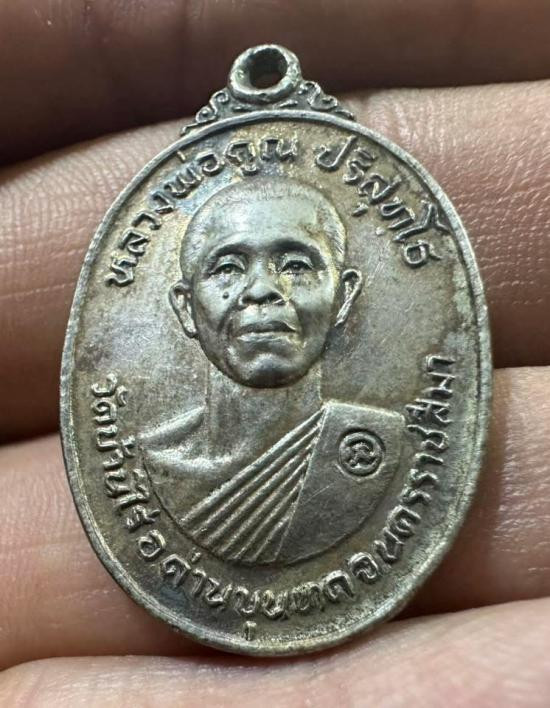 หลวงพ่อคูณ ปริสุทฺโธ
วัดบ้านไร่ อ ด่านขุนทด จ นครราชสีมา